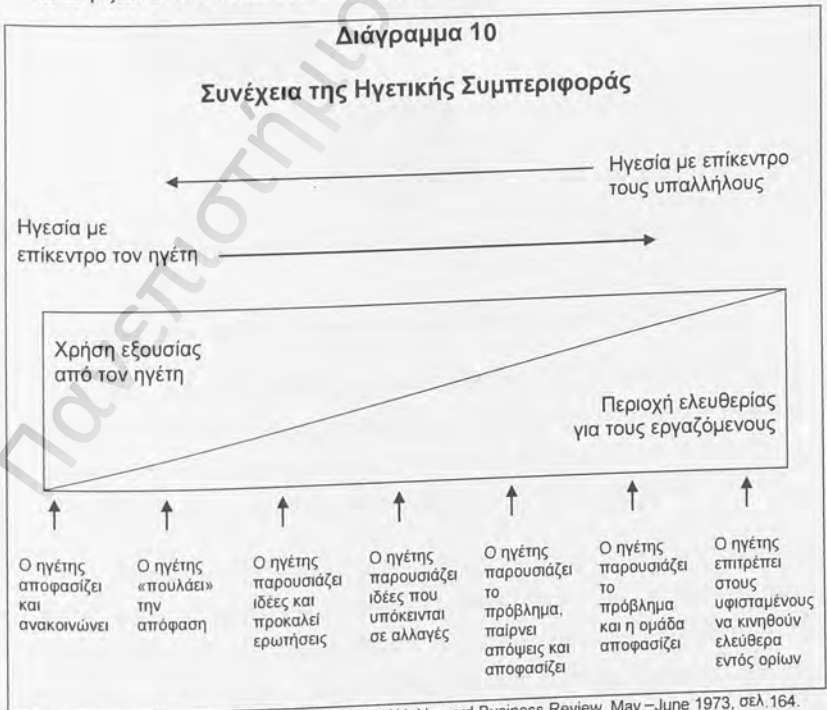 Διάγραμμα 10
Συνέχεια της Ηγετικής Συμπεριφοράς
Ηγεσία με επίκεντρο
τους υπαλλήλους
Ηγεσία με
επίκεντρο τον ηγέτη
Χρήση εξουσίας
από τον ηγέτη
Περιοχή ελευθερίας
για τους εργαζόμενους
Ο ηγέτης
αποφασίζει
και
ανακοινώνει
Ο ηγέτης
«πουλάει»
την
απόφαση
Ο ηγέτης
παρουσιάζει
ιδέες και
προκαλεί
ερωτήσεις
Ο ηγέτης
παρουσιάζει
ιδέες που
υπόκεινται
σε αλλαγές
Ο ηγέτης
παρουσιάζει
το
πρόβλημα,
παίρνει
απόψεις και
αποφασίζει
Ο ηγέτης
παρουσιάζει
το
πρόβλημα
και η ομάδα
αποφασίζει
Ο ηγέτης
επιτρέπει
στους
υφισταμένους
να κινηθούν
ελεύθερα
εντός ορίων
Business Review, May –June 1973, σελ.164.
Πανεπιστήμιο